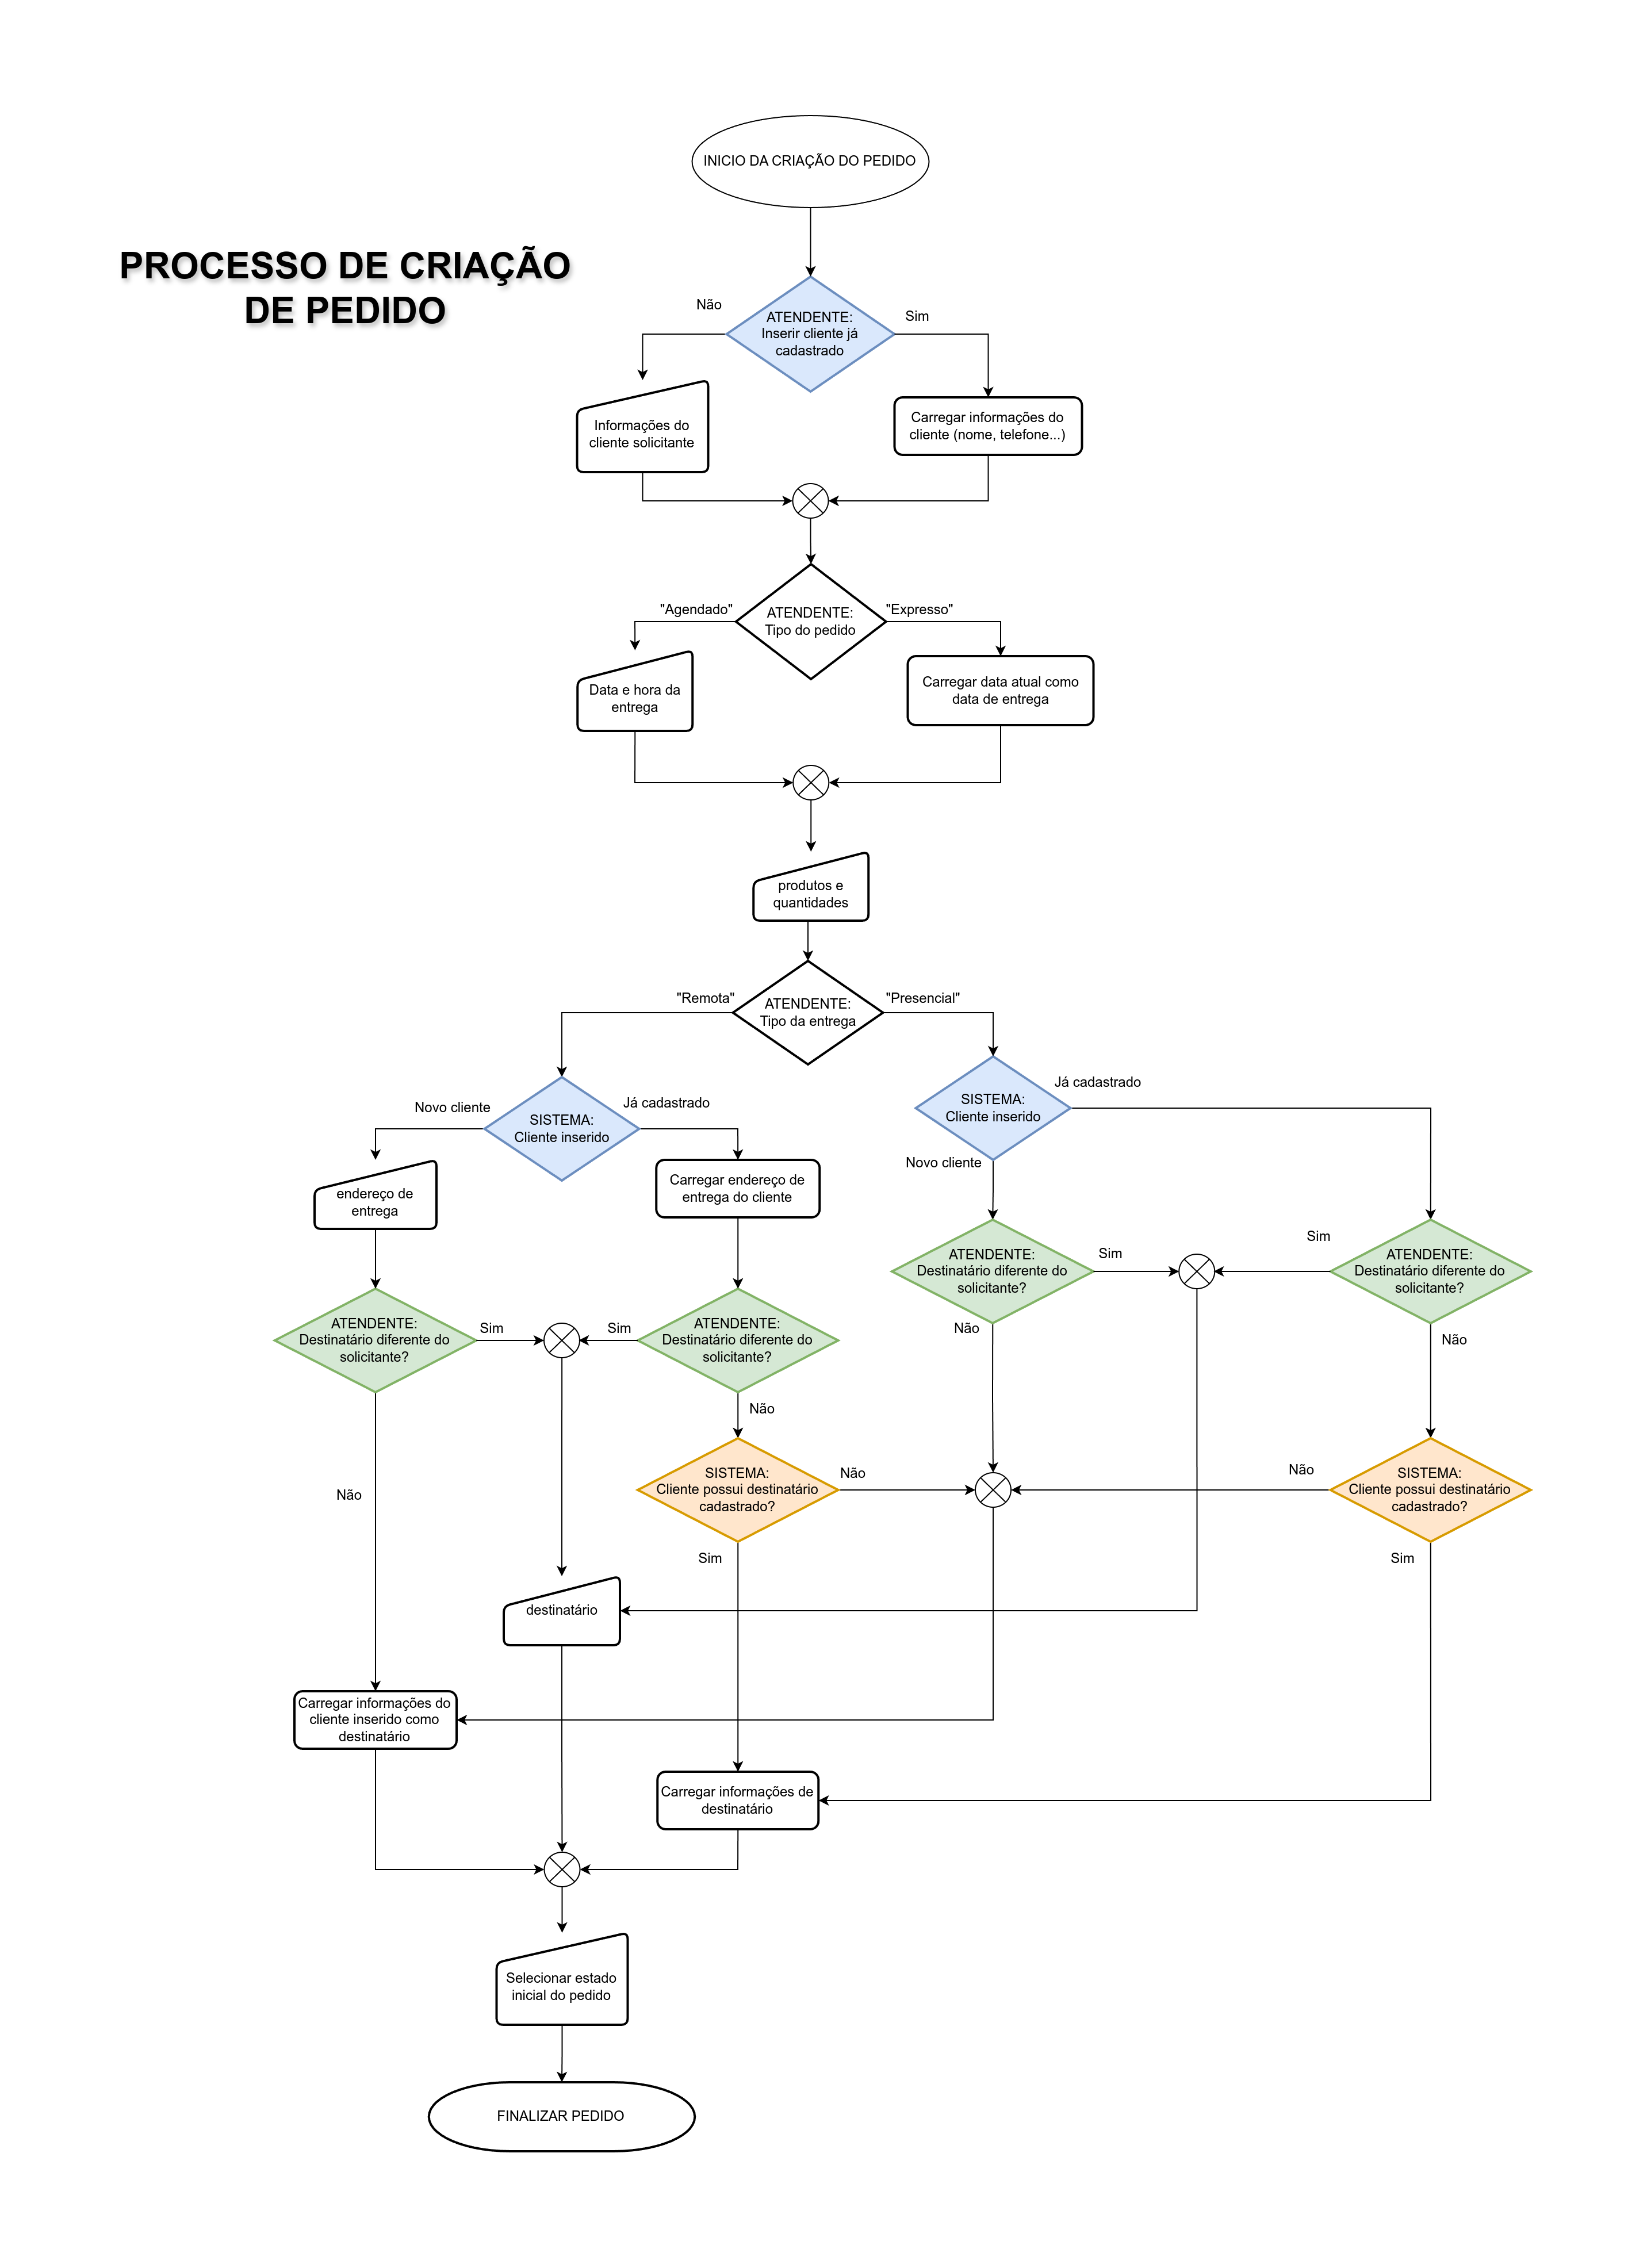 INICIO DA CRIAÇÃO DO PEDIDO
PROCESSO DE CRIAÇÃO
DE PEDIDO
Não
Sim
ATENDENTE:
Inserir cliente já
cadastrado
Informações do
cliente solicitante
Carregar informações do
cliente (nome, telefone...)
"Agendado"
"Expresso"
ATENDENTE:
Tipo do pedido
Data e hora da
entrega
Carregar data atual como
data de entrega
produtos e
quantidades
"Remota"
"Presencial"
ATENDENTE:
Tipo da entrega
Novo cliente
Já cadastrado
SISTEMA:
Cliente inserido
Já cadastrado
SISTEMA:
Cliente inserido
Novo cliente
endereço de
entrega
Carregar endereço de
entrega do cliente
ATENDENTE:
Destinatário diferente do
solicitante?
Sim
Sim
ATENDENTE:
Destinatário diferente do
solicitante?
ATENDENTE:
Destinatário diferente do
solicitante?
Sim
Sim
ATENDENTE:
Destinatário diferente do
solicitante?
Não
Não
Não
Não
SISTEMA:
Cliente possui destinatário
cadastrado?
Não
Não
SISTEMA:
Cliente possui destinatário
cadastrado?
Sim
Sim
destinatário
Carregar informações do
cliente inserido como
destinatário
Carregar informações de
destinatário
Selecionar estado
inicial do pedido
FINALIZAR PEDIDO